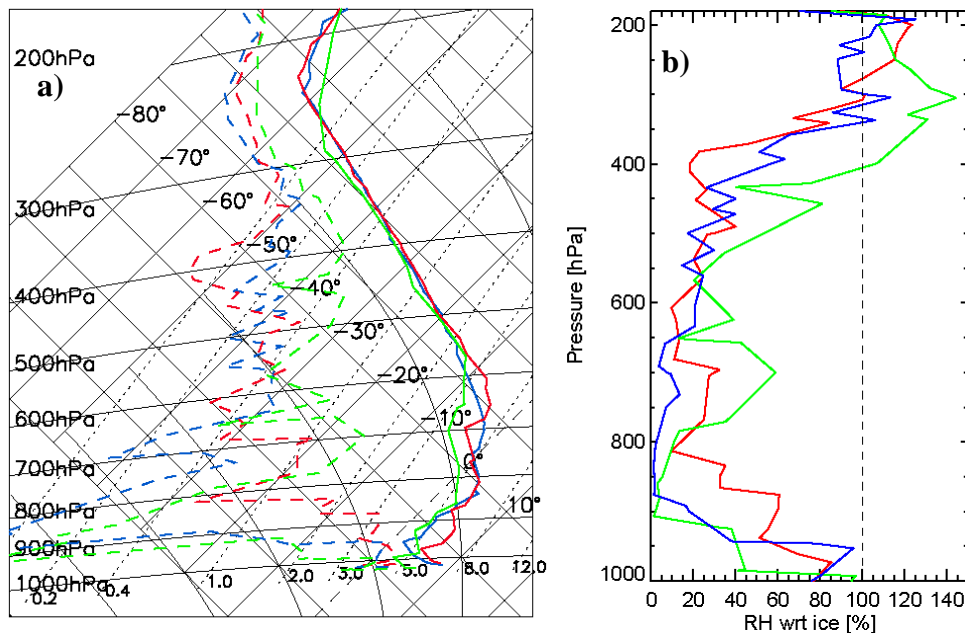 a)
200hPa
300hPa
400hPa
500hPa
600hPa
700hPa
800hPa
900hPa
1000hPa
−80°
−70°
−60°
−50°
−40°
−30°
−20°
−10°
0°
10°
0.2
0.4
1.0
2.0
3.0
5.0
8.0
12.0
b)
Pressure [hPa]
200
400
600
800
1000
0 20 40 60 80 100 120 140
RH wrt ice [%]